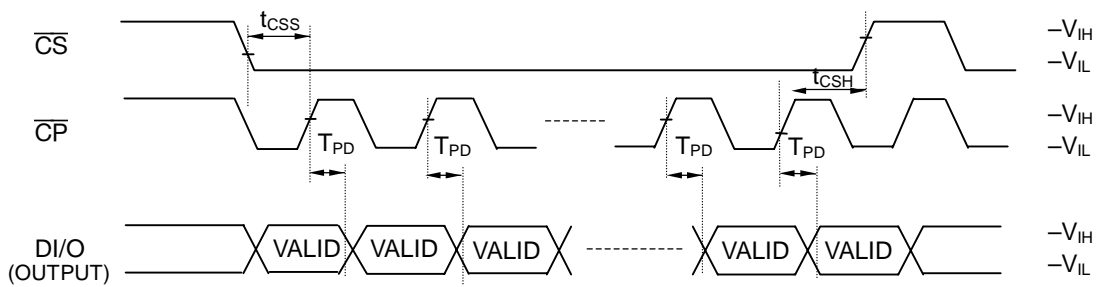 tCSS
CS
–VIH
–VIL
tCSH
CP
–VIH
–VIL
TPD TPD TPD TPD
DI/O
(OUTPUT)
VALID VALID VALID VALID VALID
–VIH
–VIL